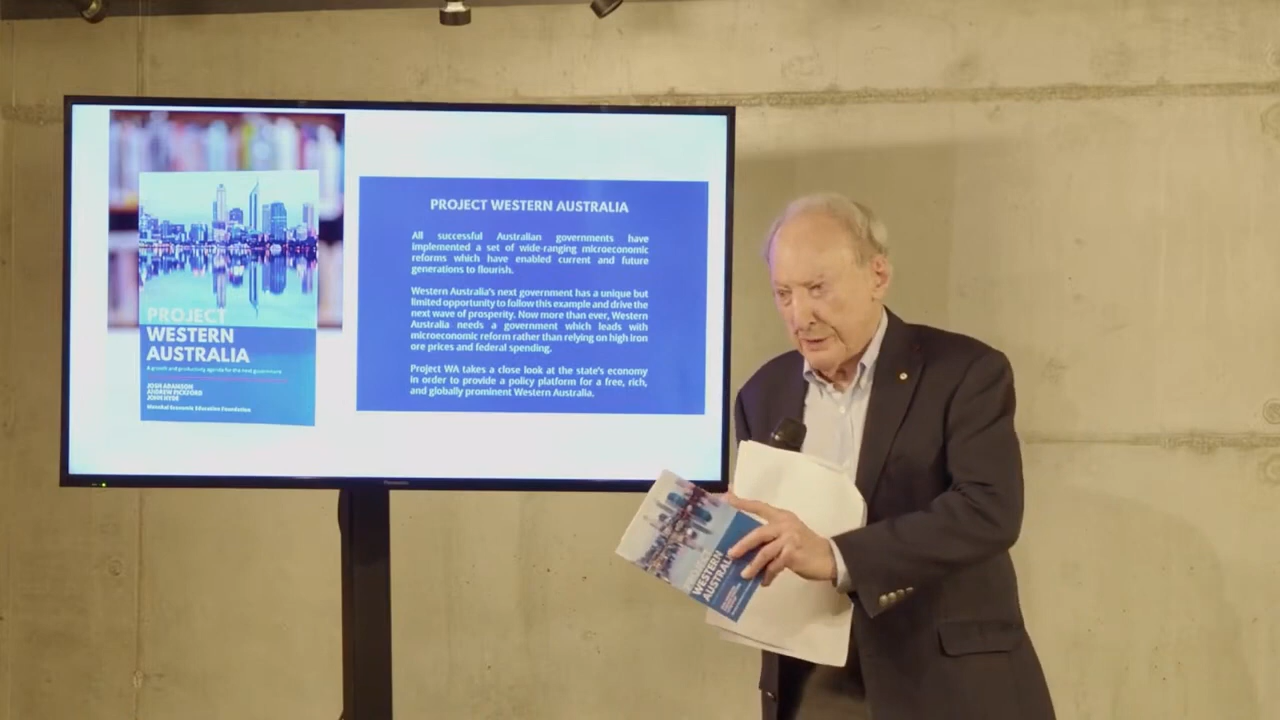 PROJECT
WESTERN
AUSTRALIA
A growth and productivity agenda for the next government
JOSH ADAMSON
ANDREW PICKFORD
JOHN HYDE
Mannkal Economic Education Foundation
PROJECT WESTERN AUSTRALIA
All successful Australian governments have
implemented a set of wide-ranging microeconomic
reforms which have enabled current and future
generations to flourish.
Western Australia's next government has a unique but
limited opportunity to follow this example and drive the
next wave of prosperity. Now more than ever, Western
Australia needs a government which leads with
microeconomic reform rather than relying on high iron
ore prices and federal spending.
Project WA takes a close look at the state's economy
in order to provide a policy platform for a free, rich,
and globally prominent Western Australia.
Panasonic
PROJECT
WESTERN